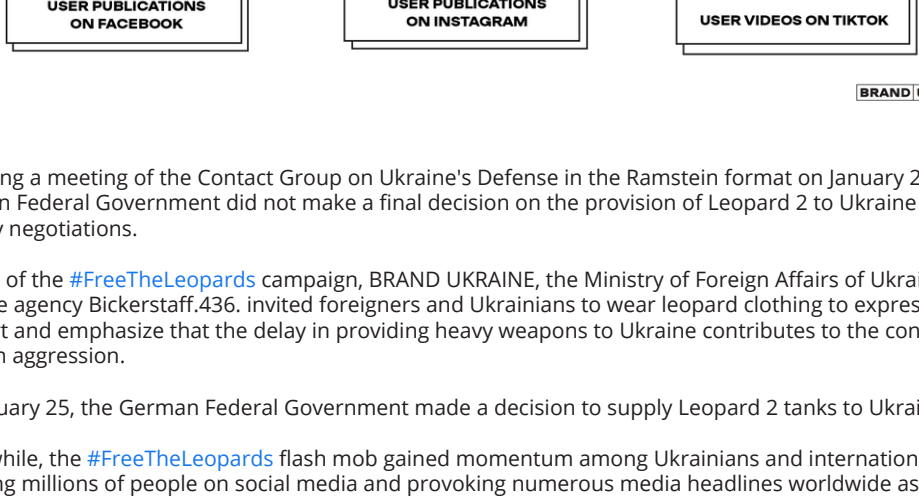 USER PUBLICATIONS
ON FACEBOOK
USER PUBLICATIONS
ON INSTAGRAM
USER VIDEOS ON TIKTOK
BRAND
ng a meeting of the Contact Group on Ukraine's Defense in the Ramstein format on January 2
n Federal Government did not make a final decision on the provision of Leopard 2 to Ukraine
y negotiations.
of the #FreeTheLeopards campaign, BRAND UKRAINE, the Ministry of Foreign Affairs of Ukrai
e agency Bickerstaff.436. invited foreigners and Ukrainians to wear leopard clothing to expres
t and emphasize that the delay in providing heavy weapons to Ukraine contributes to the con
n aggression.
uary 25, the German Federal Government made a decision to supply Leopard 2 tanks to Ukrai
while, the #FreeTheLeopards flash mob gained momentum among Ukrainians and internation
ng millions of people on social media and provoking numerous media headlines worldwide as